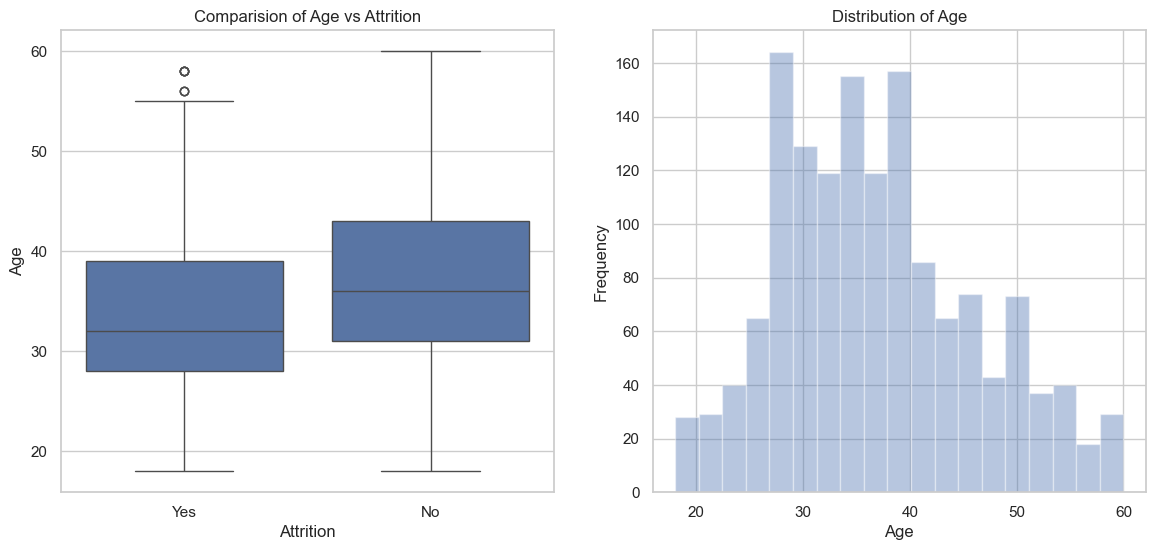 Comparision of Age vs Attrition
60
50
40
30
20
Age
Yes
No
Attrition
Distribution of Age
160
140
120
100
80
60
40
20
0
Frequency
20
30
40
50
60
Age